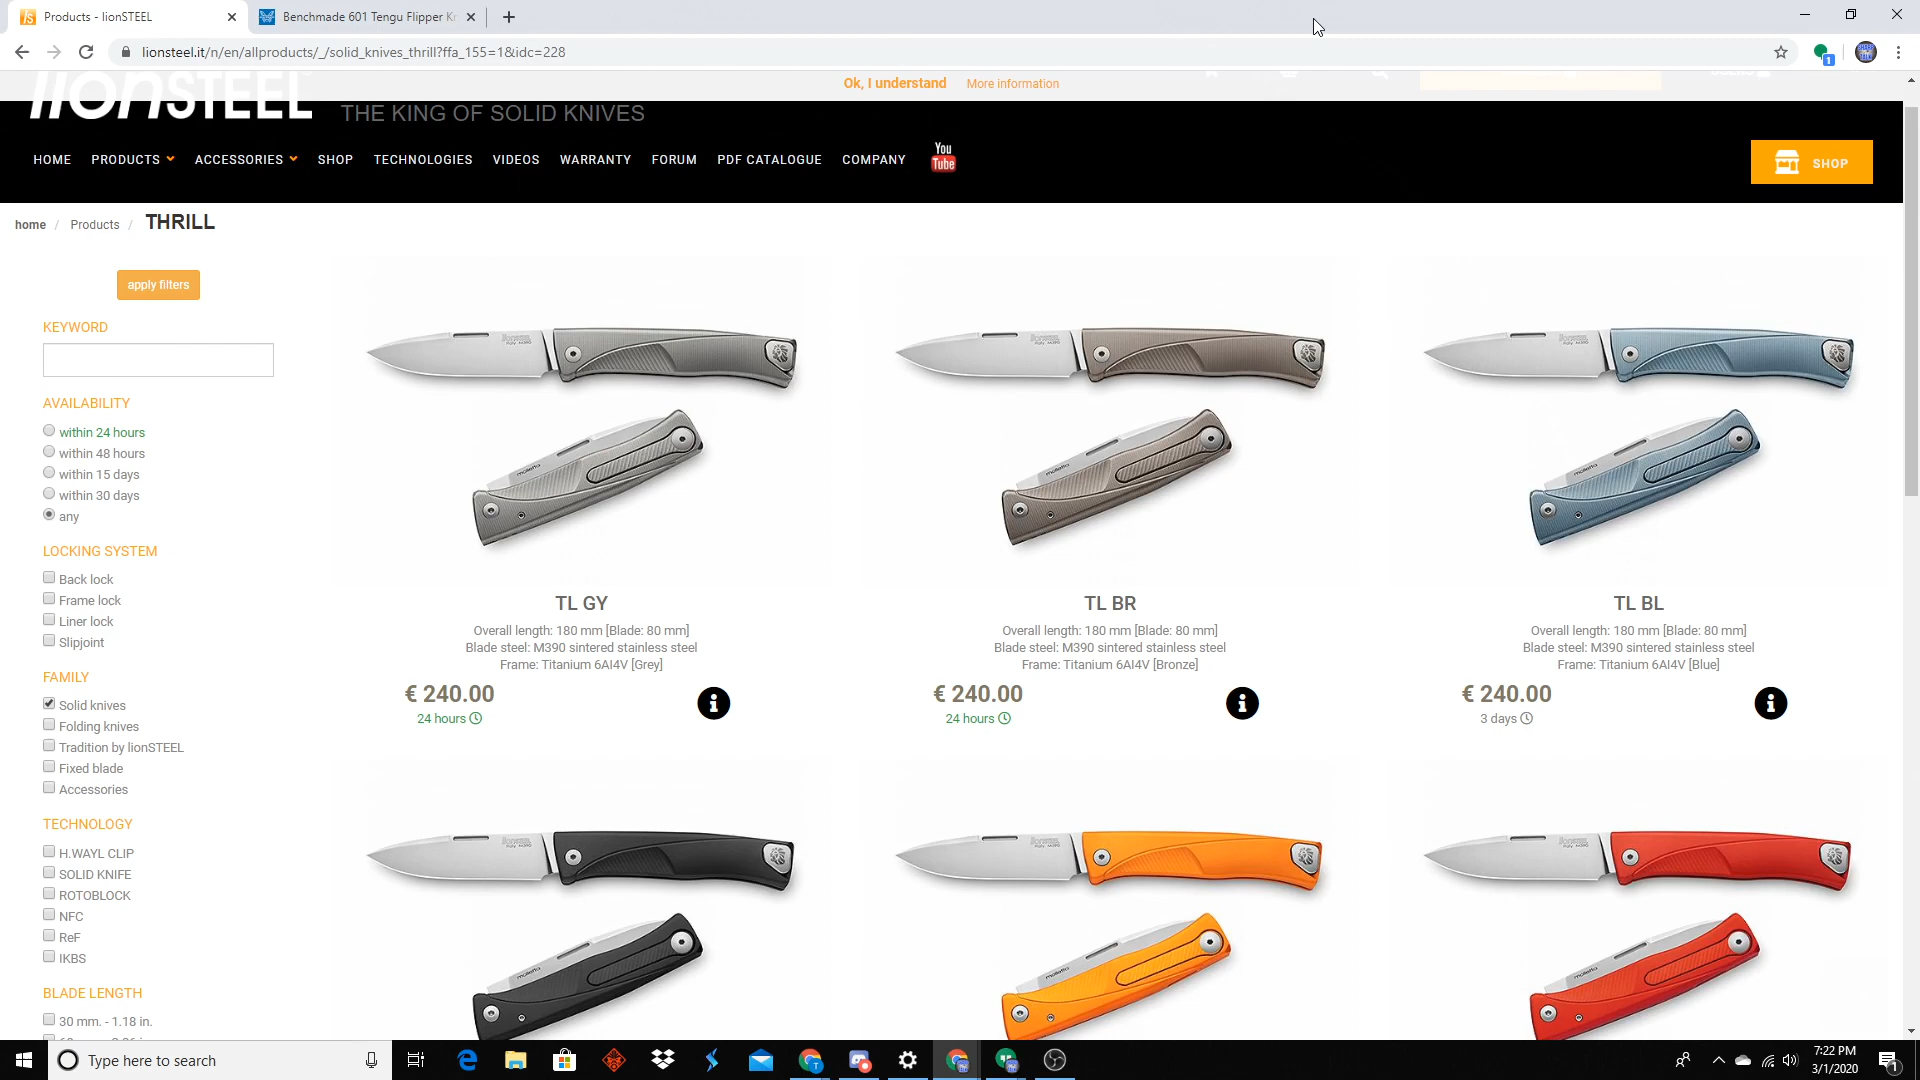 Products - lionSTEEL
Benchmade 601 Tengu Flipper Kn
lionsteel.it/n/en/allproducts/_/solid_knives_thrill?ffa_155=1&idc=228
1
Ok, I understand More information
lionSTEEL
THE KING OF SOLID KNIVES
HOME PRODUCTS ACCESSORIES SHOP TECHNOLOGIES VIDEOS WARRANTY FORUM PDF CATALOGUE COMPANY You Tube
SHOP
home / Products / THRILL
apply filters
KEYWORD
AVAILABILITY
within 24 hours
within 48 hours
within 15 days
within 30 days
any
LOCKING SYSTEM
Back lock
Frame lock
Liner lock
Slipjoint
FAMILY
Solid knives
Folding knives
Tradition by lionSTEEL
Fixed blade
Accessories
TECHNOLOGY
H.WAYL CLIP
SOLID KNIFE
ROTOBLOCK
NFC
ReF
IKBS
BLADE LENGTH
30 mm. - 1.18 in.
TL GY
Overall length: 180 mm [Blade: 80 mm]
Blade steel: M390 sintered stainless steel
Frame: Titanium 6Al4V [Grey]
€ 240.00
24 hours
TL BR
Overall length: 180 mm [Blade: 80 mm]
Blade steel: M390 sintered stainless steel
Frame: Titanium 6Al4V [Bronze]
€ 240.00
24 hours
TL BL
Overall length: 180 mm [Blade: 80 mm]
Blade steel: M390 sintered stainless steel
Frame: Titanium 6Al4V [Blue]
€ 240.00
3 days
Type here to search
7:22 PM
3/1/2020
1